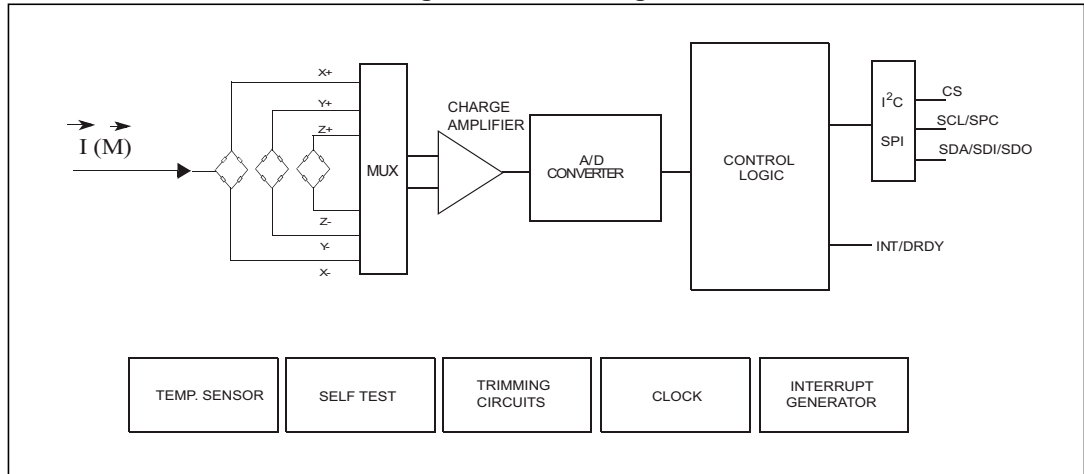 X+
Y+
Z+
I (M)
MUX
Z-
Y-
X-
CHARGE
AMPLIFIER
A/D
CONVERTER
CONTROL
LOGIC
I²C
SPI
CS
SCL/SPC
SDA/SDI/SDO
INT/DRDY
TEMP. SENSOR
SELF TEST
TRIMMING
CIRCUITS
CLOCK
INTERRUPT
GENERATOR